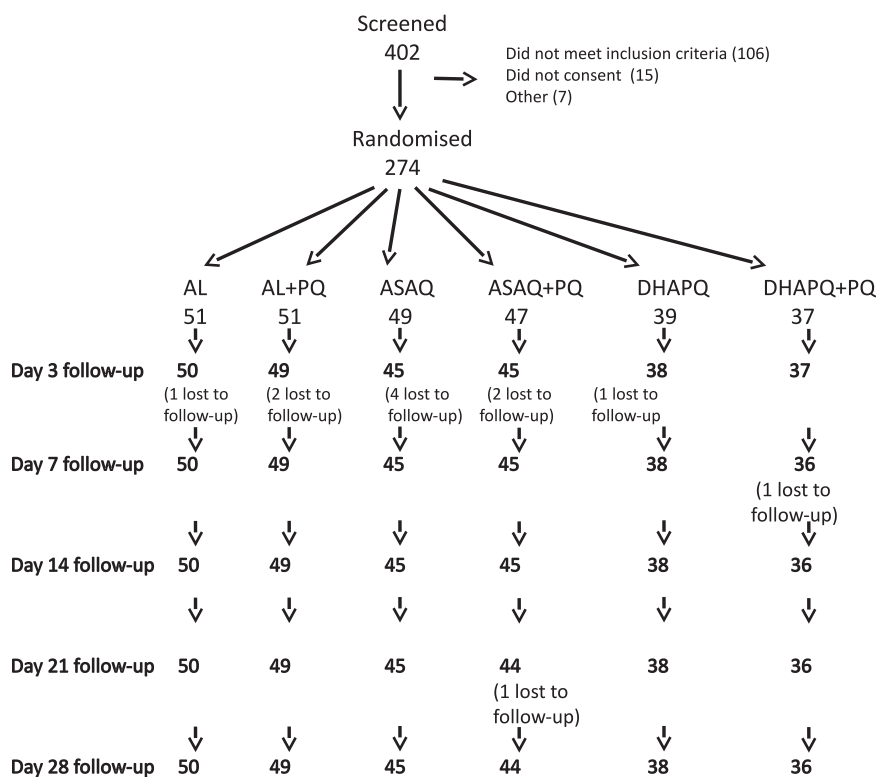 Screened
402
Did not meet inclusion criteria (106)
Did not consent (15)
Other (7)
Randomised
274
AL AL+PQ ASAQ ASAQ+PQ DHAPQ DHAPQ+PQ
51 51 49 47 39 37
Day 3 follow-up 50 49 45 45 38 37
(1 lost to (2 lost to (4 lost to (2 lost to (1 lost to
follow-up) follow-up) follow-up) follow-up) follow-up
Day 7 follow-up 50 49 45 45 38 36
(1 lost to
follow-up)
Day 14 follow-up 50 49 45 45 38 36
Day 21 follow-up 50 49 45 44 38 36
(1 lost to
follow-up)
Day 28 follow-up 50 49 45 44 38 36